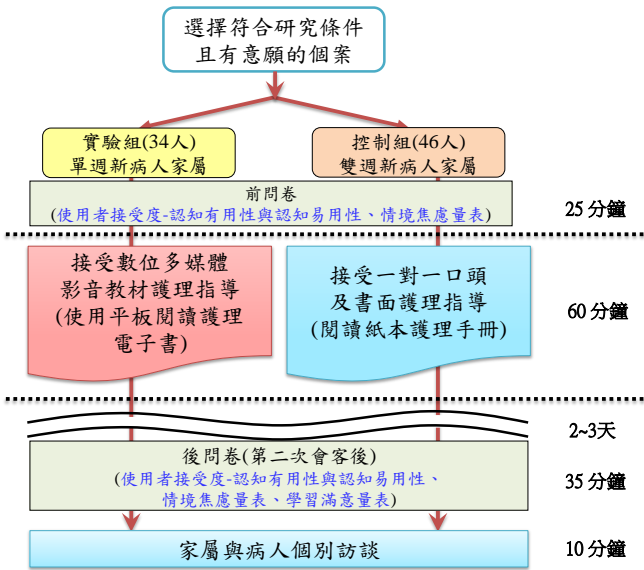 選擇符合研究條件
且有意願的個案
實驗組(34人)
單週新病人家屬
控制組(46人)
雙週新病人家屬
前問卷
(使用者接受度-認知有用性與認知易用性、情境焦慮量表)
25 分鐘
接受數位多媒體
影音教材護理指導
(使用平板閱讀護理
電子書)
接受一對一口頭
及書面護理指導
(閱讀紙本護理手冊)
60 分鐘
2~3天
後問卷(第二次會客後)
(使用者接受度-認知有用性與認知易用性、
情境焦慮量表、學習滿意量表)
35 分鐘
家屬與病人個別訪談
10 分鐘